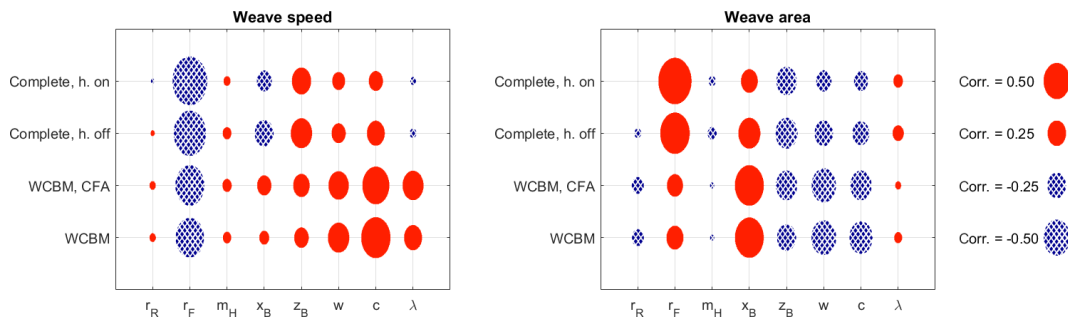 Weave speed
Complete, h. on
Complete, h. off
WCBM, CFA
WCBM
r_R r_F m_H x_B z_B w c λ
Weave area
Complete, h. on
Complete, h. off
WCBM, CFA
WCBM
r_R r_F m_H x_B z_B w c λ
Corr. = 0.50
Corr. = 0.25
Corr. = -0.25
Corr. = -0.50